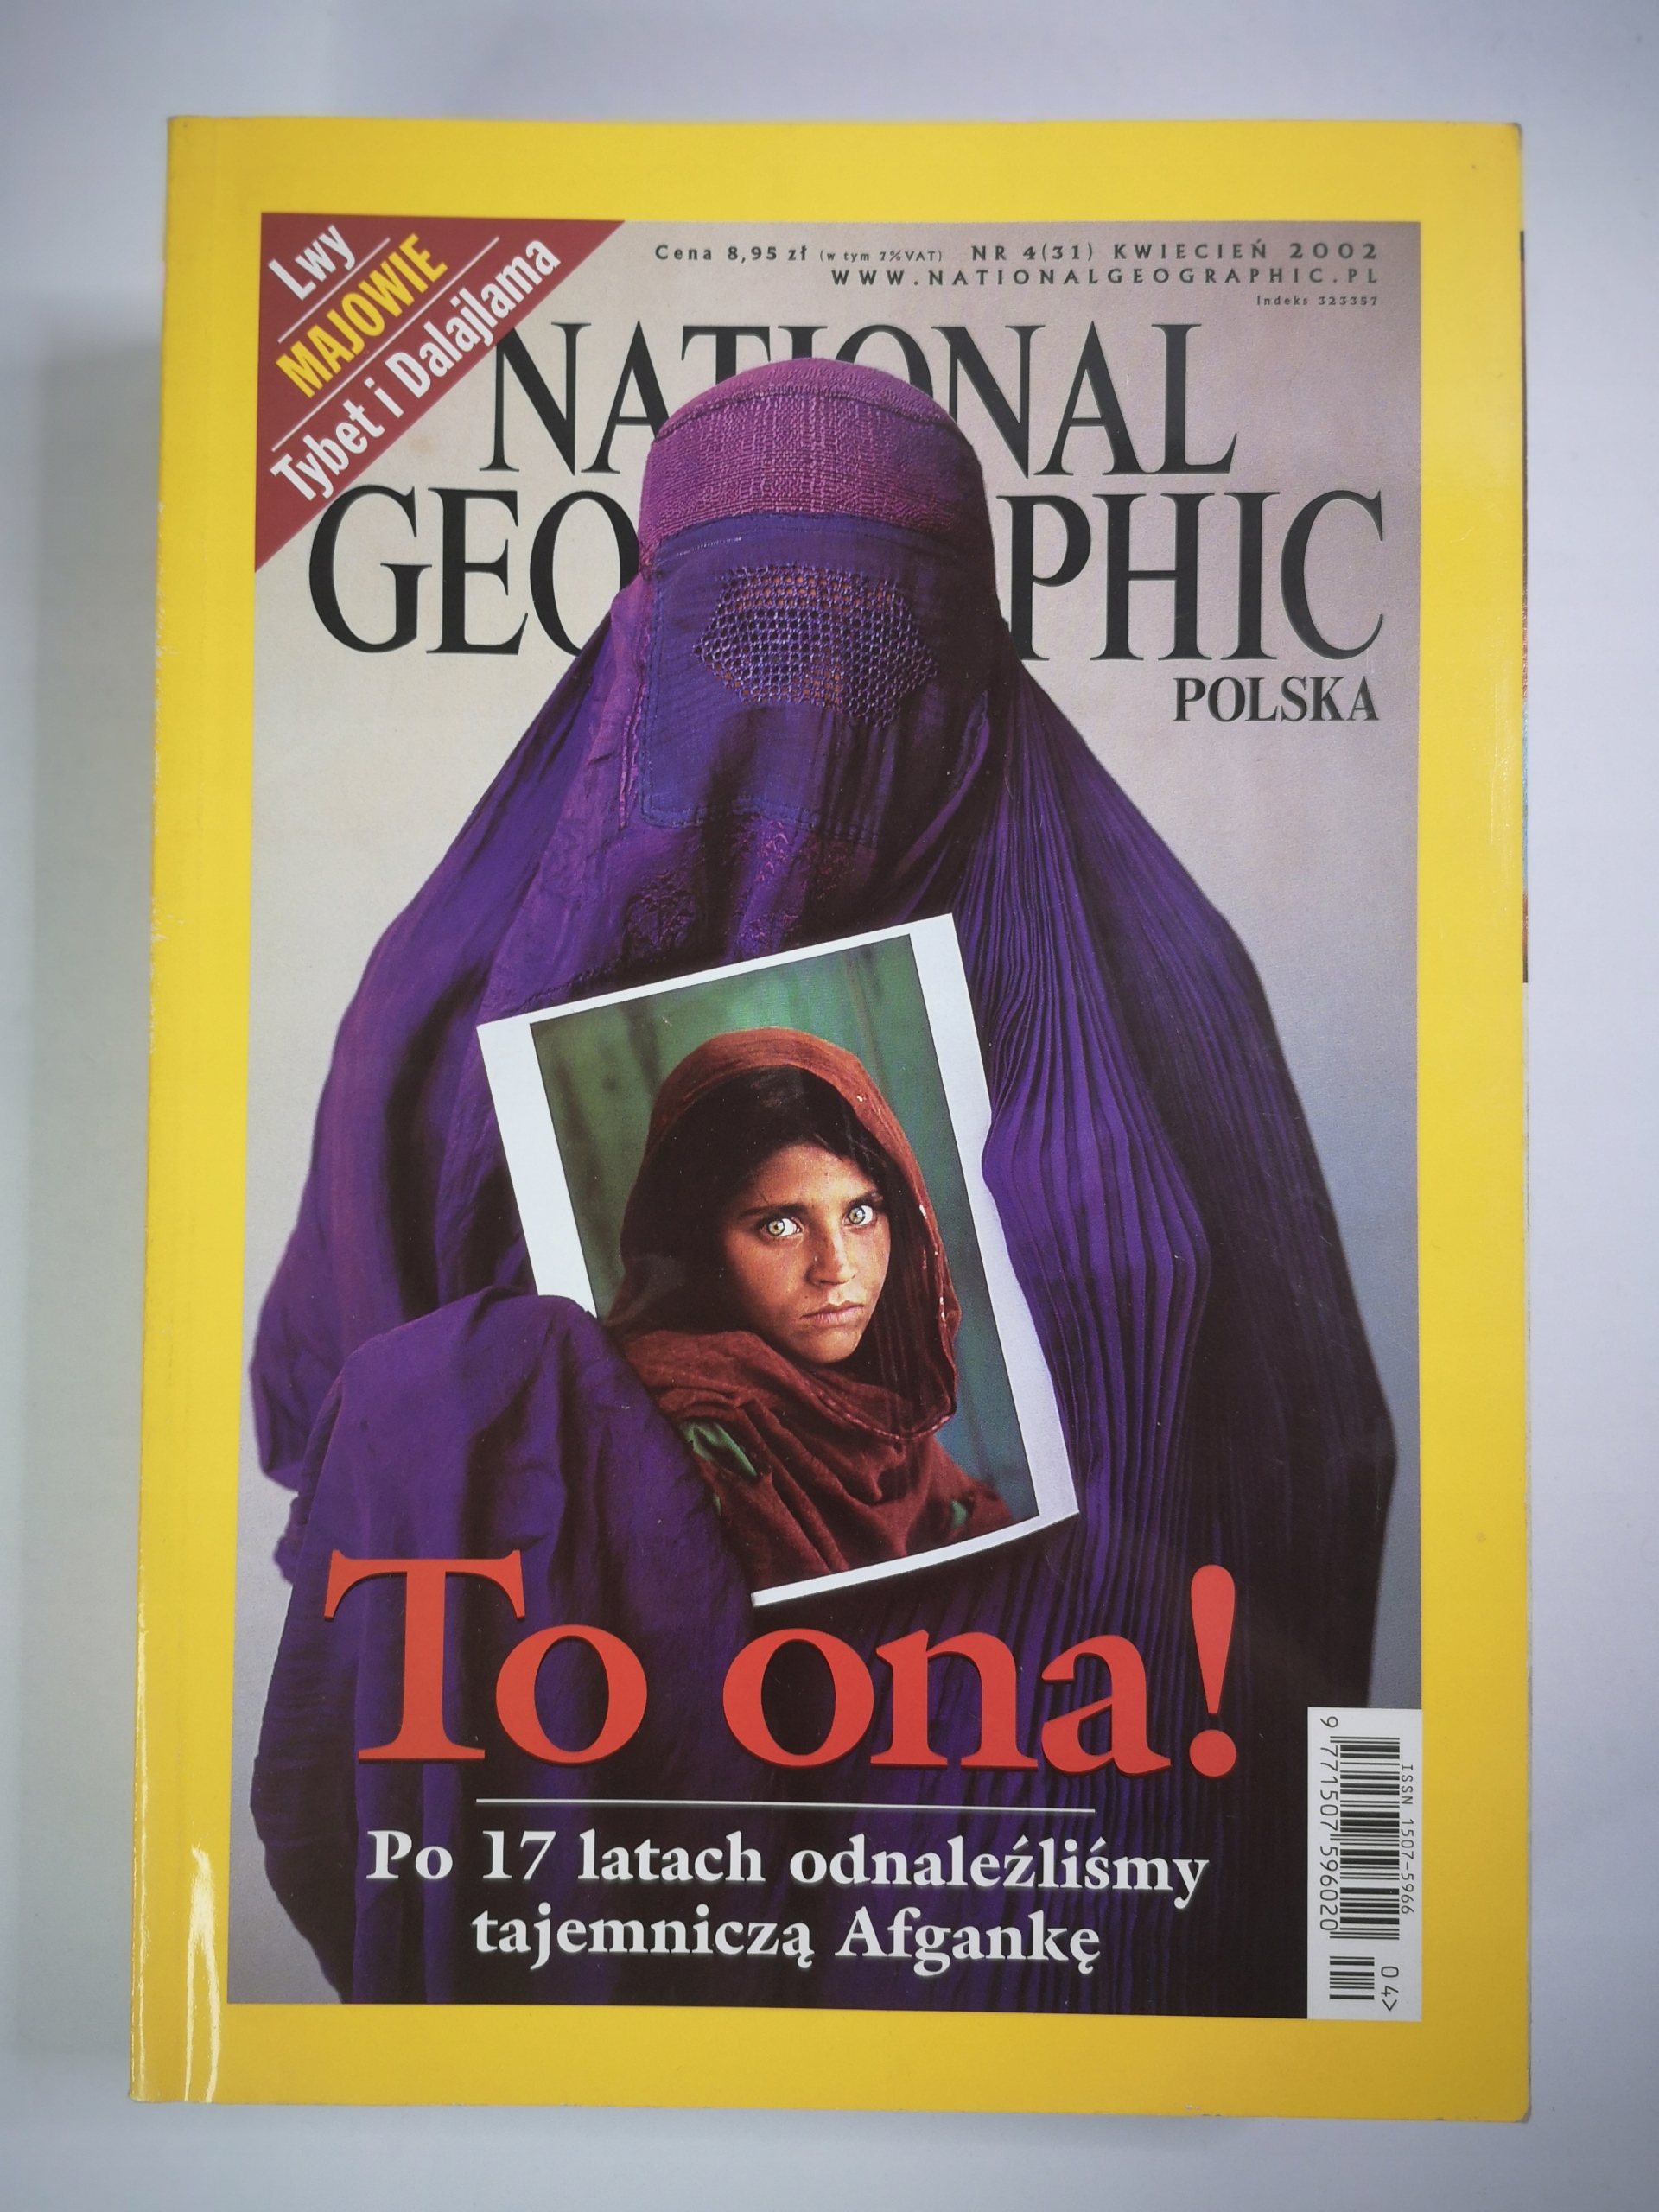 Lwy
MAJOWIE
Tybet i Dalajlama
Cena 8,95 zł (w tym 7%VAT) NR 4(31) KWIECIEŃ 2002
WWW.NATIONALGEOGRAPHIC.PL
Indeks 323357
NATIONAL
GEOGRAPHIC
POLSKA
To ona!
Po 17 latach odnaleźliśmy
tajemniczą Afgankę
ISSN 1507-5966
9 771507 596020
04>